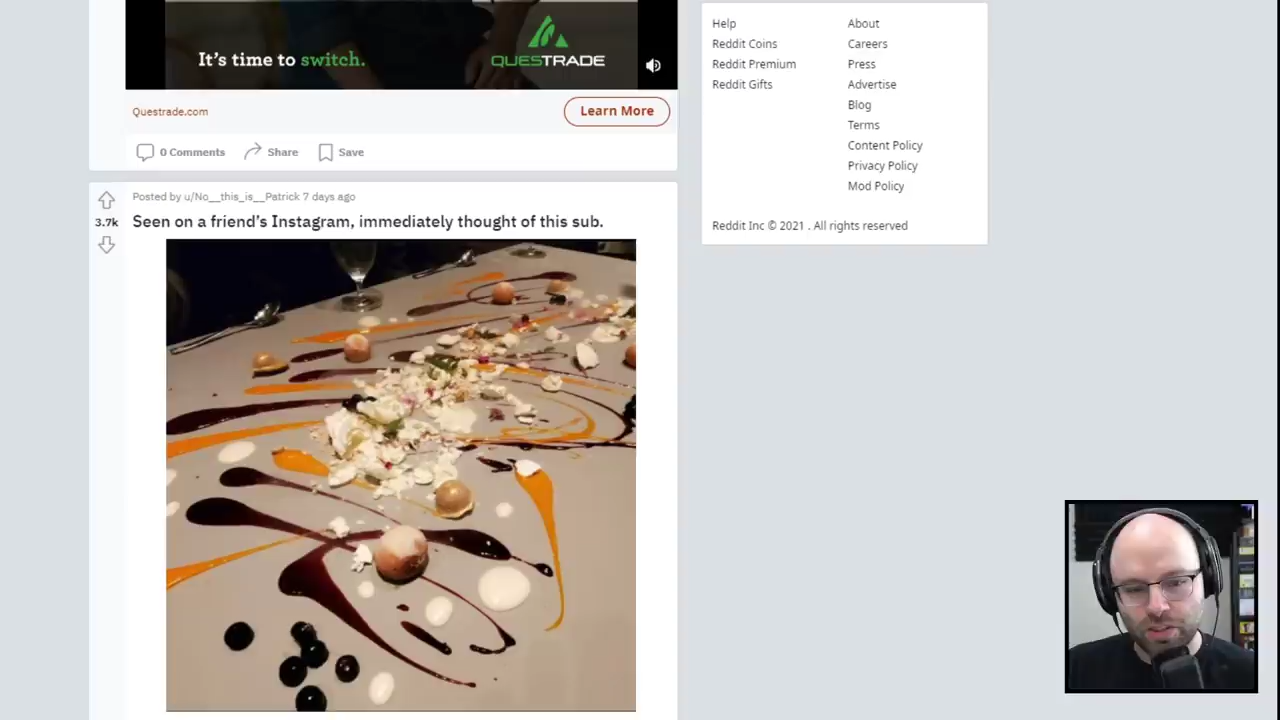 It's time to switch.
QUESTRADE
Questrade.com
Learn More
0 Comments
Share
Save
Posted by u/No__this_is__Patrick 7 days ago
3.7k
Seen on a friend’s Instagram, immediately thought of this sub.
Help
Reddit Coins
Reddit Premium
Reddit Gifts
About
Careers
Press
Advertise
Blog
Terms
Content Policy
Privacy Policy
Mod Policy
Reddit Inc © 2021 . All rights reserved